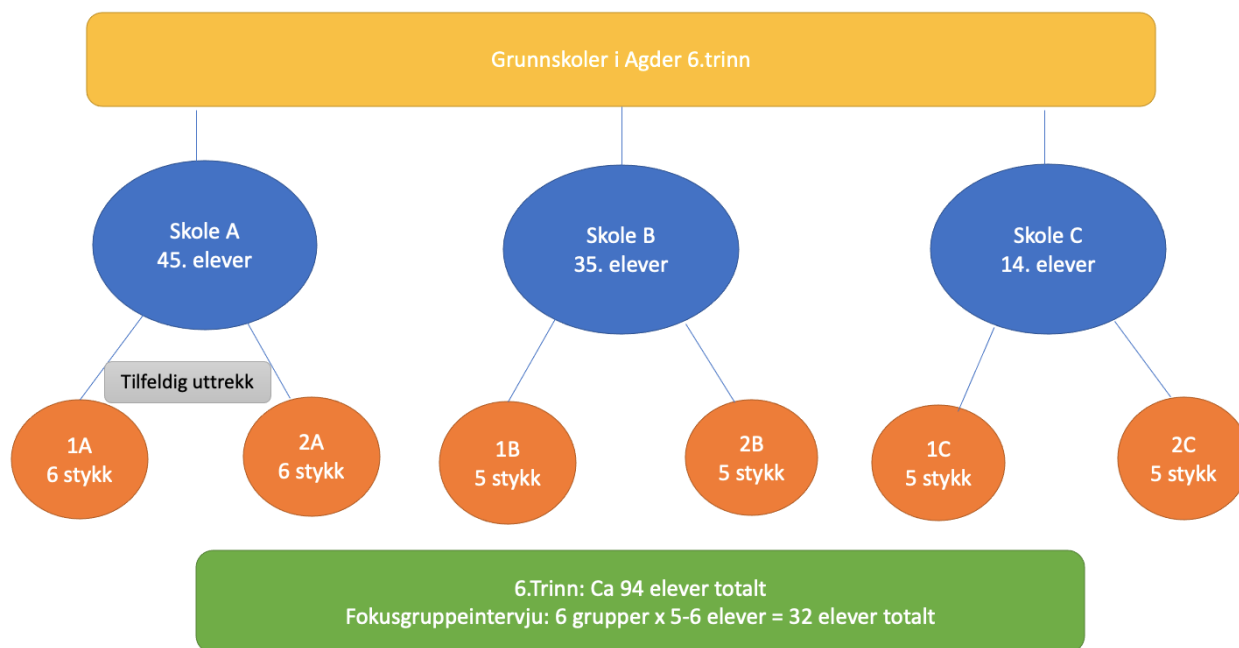 Grunnskoler i Agder 6.trinn
Skole A
45. elever
Skole B
35. elever
Skole C
14. elever
Tilfeldig uttrekk
1A
6 stykk
2A
6 stykk
1B
5 stykk
2B
5 stykk
1C
5 stykk
2C
5 stykk
6.Trinn: Ca 94 elever totalt
Fokusgruppeintervju: 6 grupper x 5-6 elever = 32 elever totalt